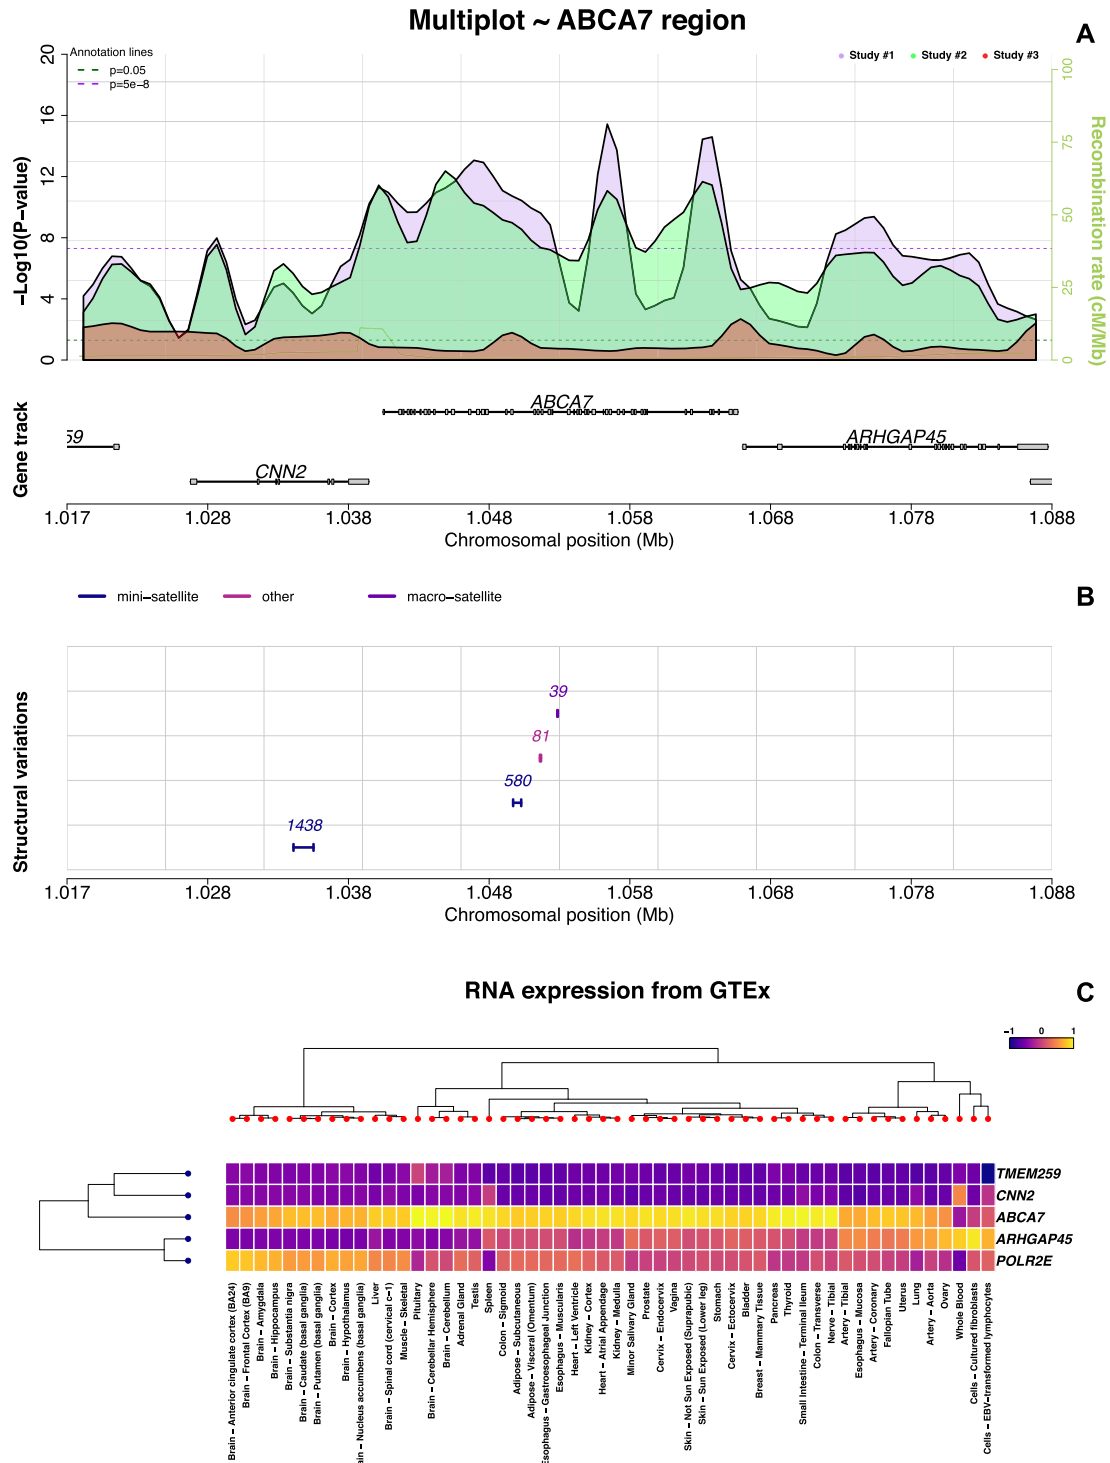 Multiplot ~ ABCA7 region
A
Annotation lines
p=0.05
p=5e−8
Study #1 Study #2 Study #3
−Log10(P−value)
0 4 8 12 16 20
Recombination rate (cM/Mb)
0 25 50 75 100
Gene track
ABCA7
59
ARHGAP45
CNN2
1.017 1.028 1.038 1.048 1.058 1.068 1.078 1.088
Chromosomal position (Mb)
mini−satellite other macro−satellite
B
Structural variations
39
81
580
1438
1.017 1.028 1.038 1.048 1.058 1.068 1.078 1.088
Chromosomal position (Mb)
RNA expression from GTEx
C
−1 0 1
TMEM259
CNN2
ABCA7
ARHGAP45
POLR2E
Brain − Anterior cingulate cortex (BA24)
Brain − Frontal Cortex (BA9)
Brain − Amygdala
Brain − Hippocampus
Brain − Substantia nigra
Brain − Caudate (basal ganglia)
Brain − Putamen (basal ganglia)
Brain − Cortex
Brain − Hypothalamus
ain − Nucleus accumbens (basal ganglia)
Liver
Brain − Spinal cord (cervical c−1)
Muscle − Skeletal
Pituitary
Brain − Cerebellar Hemisphere
Brain − Cerebellum
Adrenal Gland
Testis
Spleen
Colon − Sigmoid
Adipose − Subcutaneous
Adipose − Visceral (Omentum)
Esophagus − Gastroesophageal Junction
Esophagus − Muscularis
Heart − Left Ventricle
Kidney − Cortex
Heart − Atrial Appendage
Kidney − Medulla
Minor Salivary Gland
Prostate
Cervix − Endocervix
Vagina
Skin − Not Sun Exposed (Suprapubic)
Skin − Sun Exposed (Lower leg)
Stomach
Cervix − Ectocervix
Bladder
Breast − Mammary Tissue
Pancreas
Thyroid
Small Intestine − Terminal Ileum
Colon − Transverse
Nerve − Tibial
Artery − Tibial
Esophagus − Mucosa
Artery − Coronary
Fallopian Tube
Uterus
Lung
Artery − Aorta
Ovary
Whole Blood
Cells − Cultured fibroblasts
Cells − EBV−transformed lymphocytes